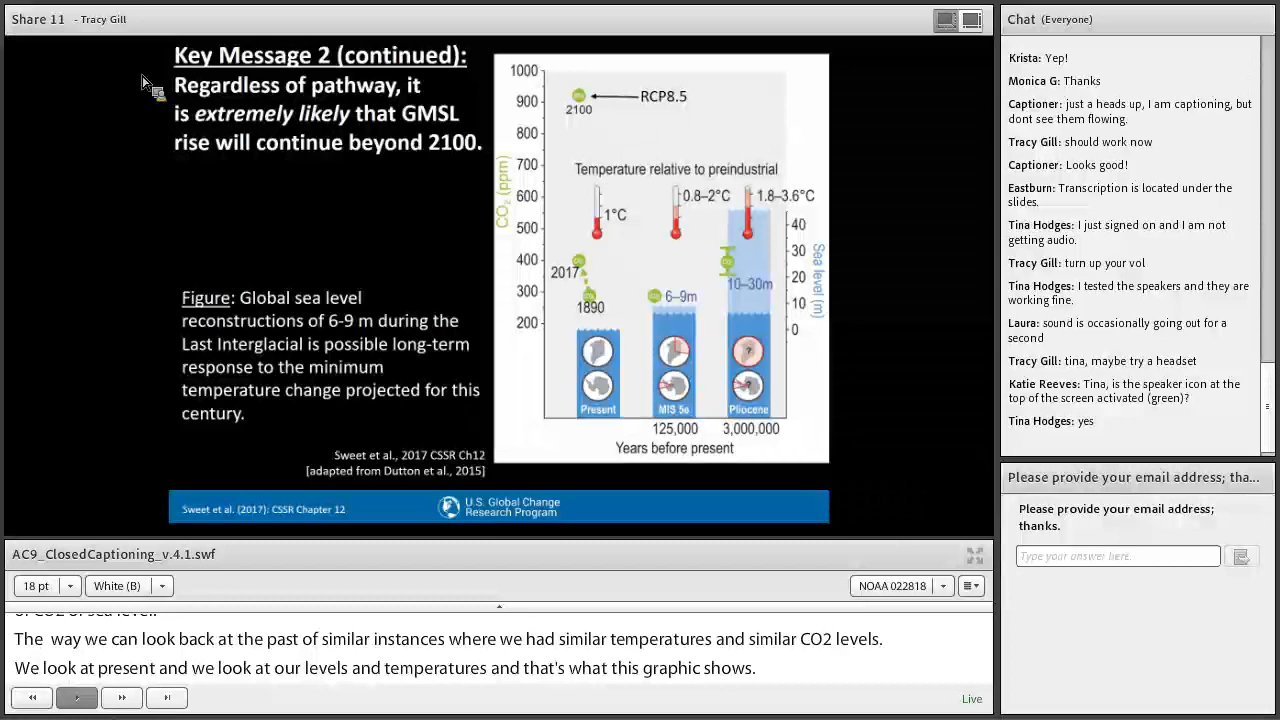 Share 11 - Tracy Gill
Key Message 2 (continued):
Regardless of pathway, it
is extremely likely that GMSL
rise will continue beyond 2100.
Figure: Global sea level
reconstructions of 6-9 m during the
Last Interglacial is possible long-term
response to the minimum
temperature change projected for this
century.
Sweet et al., 2017 CSSR Ch12
[adapted from Dutton et al., 2015]
1000
900
800
700
600
500
400
300
200
CO2 (ppm)
RCP8.5
2100
Temperature relative to preindustrial
1°C
0.8–2°C
1.8–3.6°C
2017
1890
6–9m
10–30m
40
30
20
10
0
Sea level (m)
?
?
Present
MIS 5e
Pliocene
125,000
3,000,000
Years before present
Sweet et al. (2017): CSSR Chapter 12
U.S. Global Change
Research Program
AC9_ClosedCaptioning_v.4.1.swf
18 pt
White (B)
NOAA 022818
The way we can look back at the past of similar instances where we had similar temperatures and similar CO2 levels.
We look at present and we look at our levels and temperatures and that's what this graphic shows.
Live
Chat (Everyone)
Krista: Yep!
Monica G: Thanks
Captioner: just a heads up, I am captioning, but
dont see them flowing.
Tracy Gill: should work now
Captioner: Looks good!
Eastburn: Transcription is located under the
slides.
Tina Hodges: I just signed on and I am not
getting audio.
Tracy Gill: turn up your vol
Tina Hodges: I tested the speakers and they are
working fine.
Laura: sound is occasionally going out for a
second
Tracy Gill: tina, maybe try a headset
Katie Reeves: Tina, is the speaker icon at the
top of the screen activated (green)?
Tina Hodges: yes
Please provide your email address; tha...
Please provide your email address;
thanks.
Type your answer here.